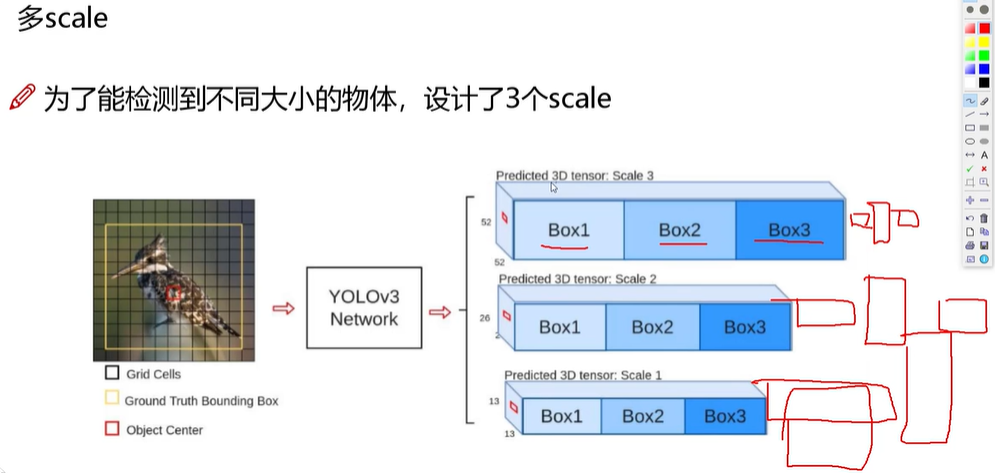 多scale
为了能检测到不同大小的物体，设计了3个scale
Predicted 3D tensor: Scale 3
52
Box1
Box2
Box3
52
Predicted 3D tensor: Scale 2
YOLOv3
Network
26
Box1
Box2
Box3
2
Grid Cells
Predicted 3D tensor: Scale 1
Ground Truth Bounding Box
13
Box1
Box2
Box3
Object Center
13
A